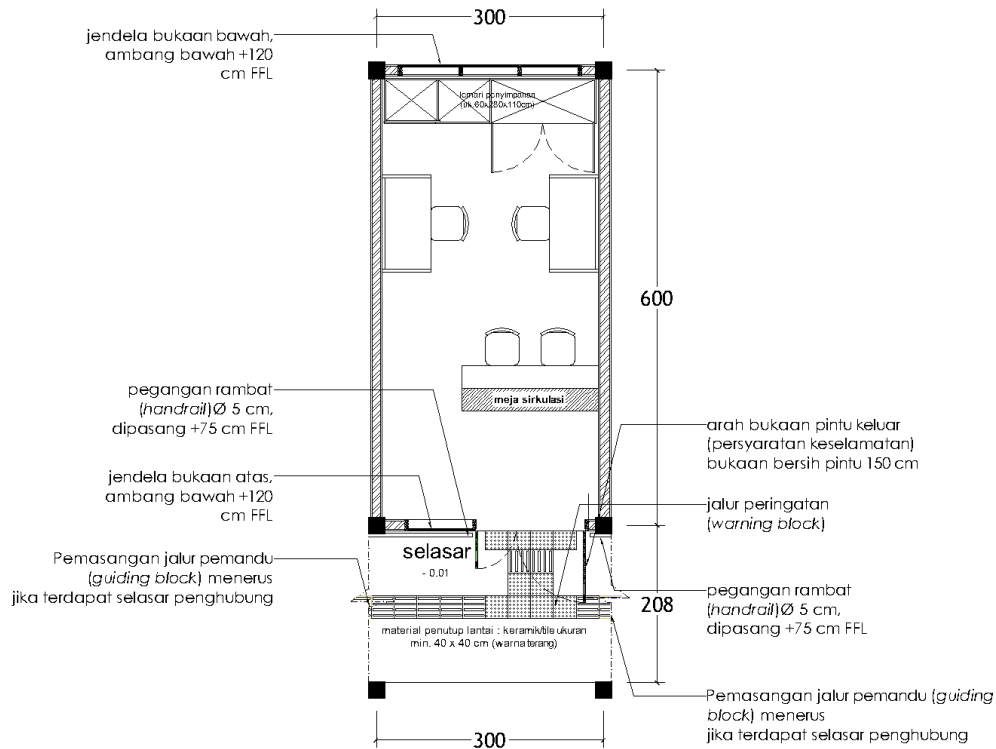 300
jendela bukaan bawah,
ambang bawah +120
cm FFL
lemari penyimpanan
(uk.60x280x110cm)
600
meja sirkulasi
pegangan rambat
(handrail)Ø 5 cm,
dipasang +75 cm FFL
arah bukaan pintu keluar
(persyaratan keselamatan)
bukaan bersih pintu 150 cm
jendela bukaan atas,
ambang bawah +120
cm FFL
jalur peringatan
(warning block)
selasar
- 0.01
Pemasangan jalur pemandu
(guiding block) menerus
jika terdapat selasar penghubung
208
pegangan rambat
(handrail)Ø 5 cm,
dipasang +75 cm FFL
material penutup lantai : keramik/tile ukuran
min. 40 x 40 cm (warna terang)
Pemasangan jalur pemandu (guiding
block) menerus
jika terdapat selasar penghubung
300